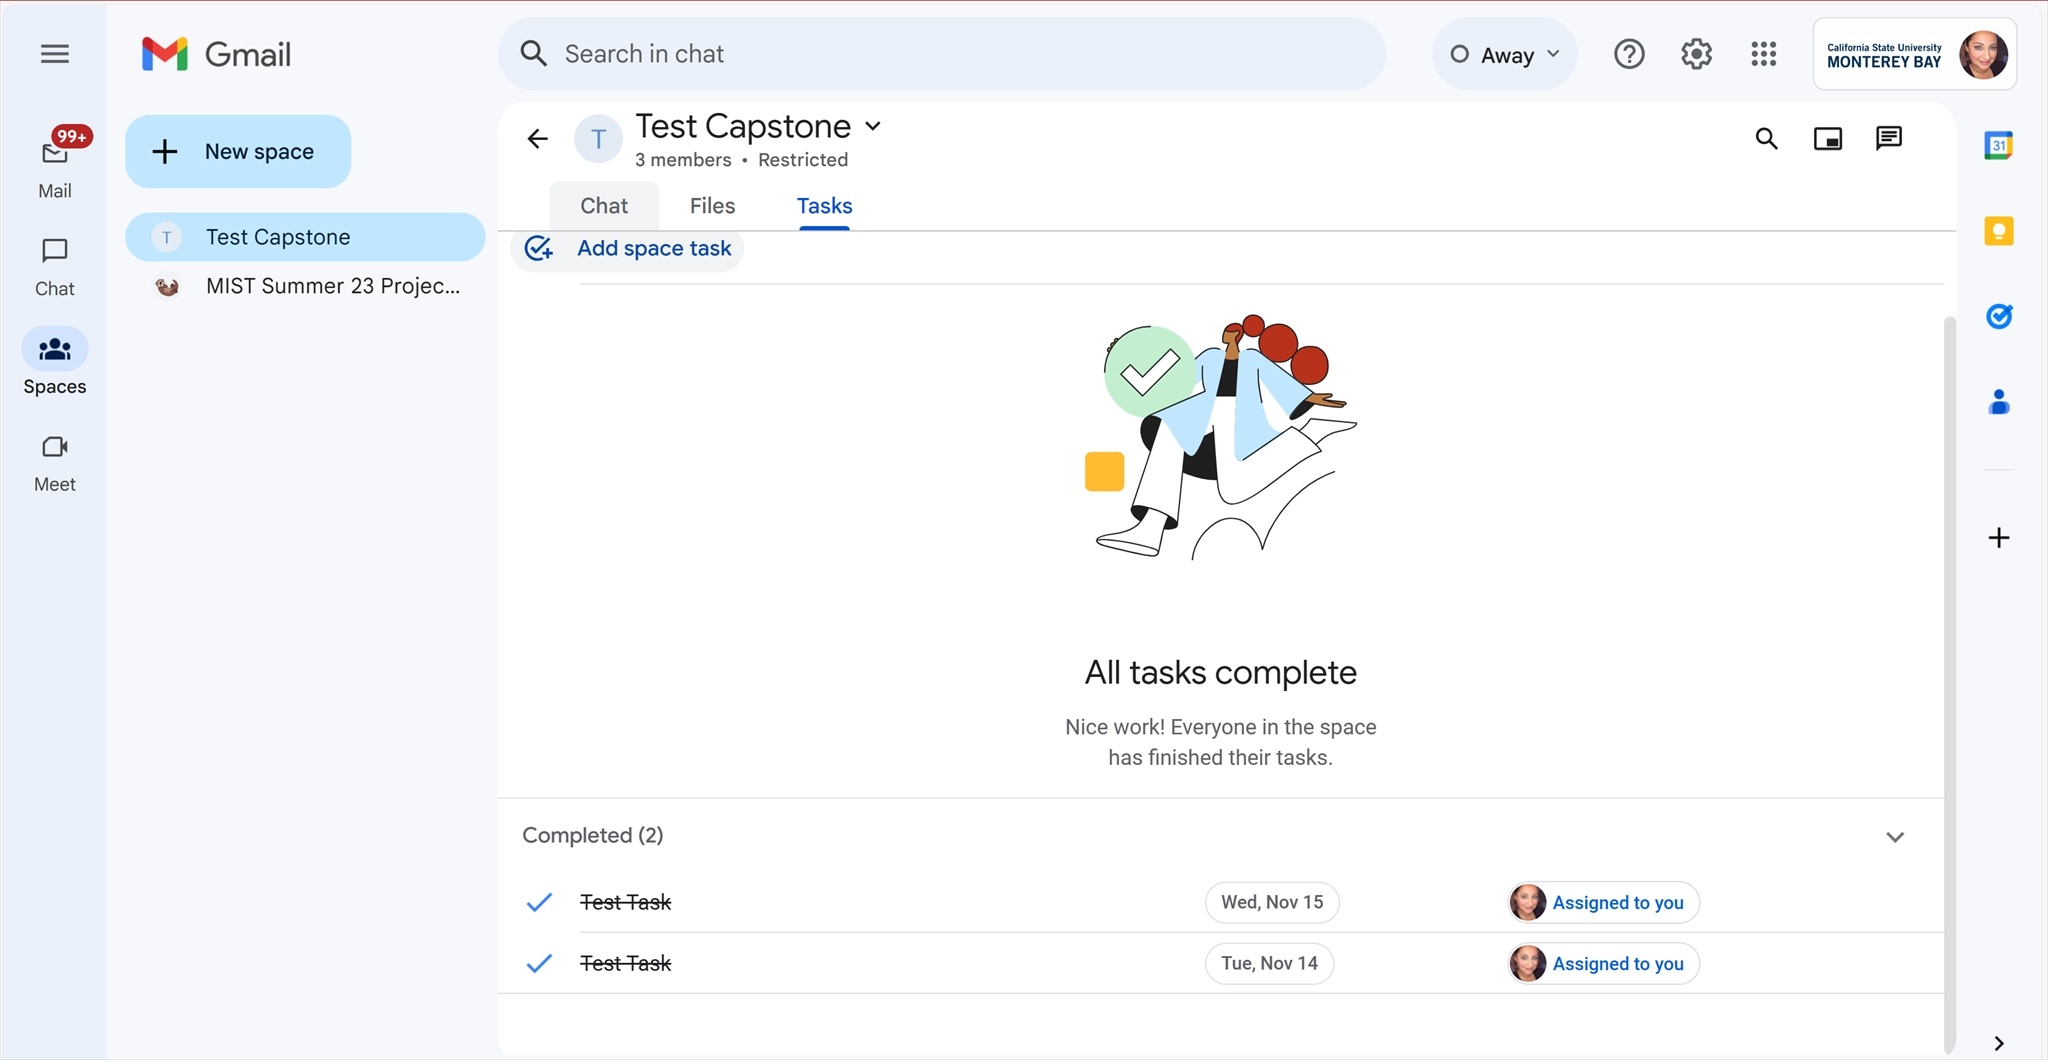 Gmail
Search in chat
Away
California State University
MONTEREY BAY
99+
Mail
Chat
Spaces
Meet
New space
T Test Capstone
MIST Summer 23 Projec...
T
Test Capstone
3 members • Restricted
Chat Files Tasks
Add space task
All tasks complete
Nice work! Everyone in the space
has finished their tasks.
Completed (2)
Test Task Wed, Nov 15 Assigned to you
Test Task Tue, Nov 14 Assigned to you
31